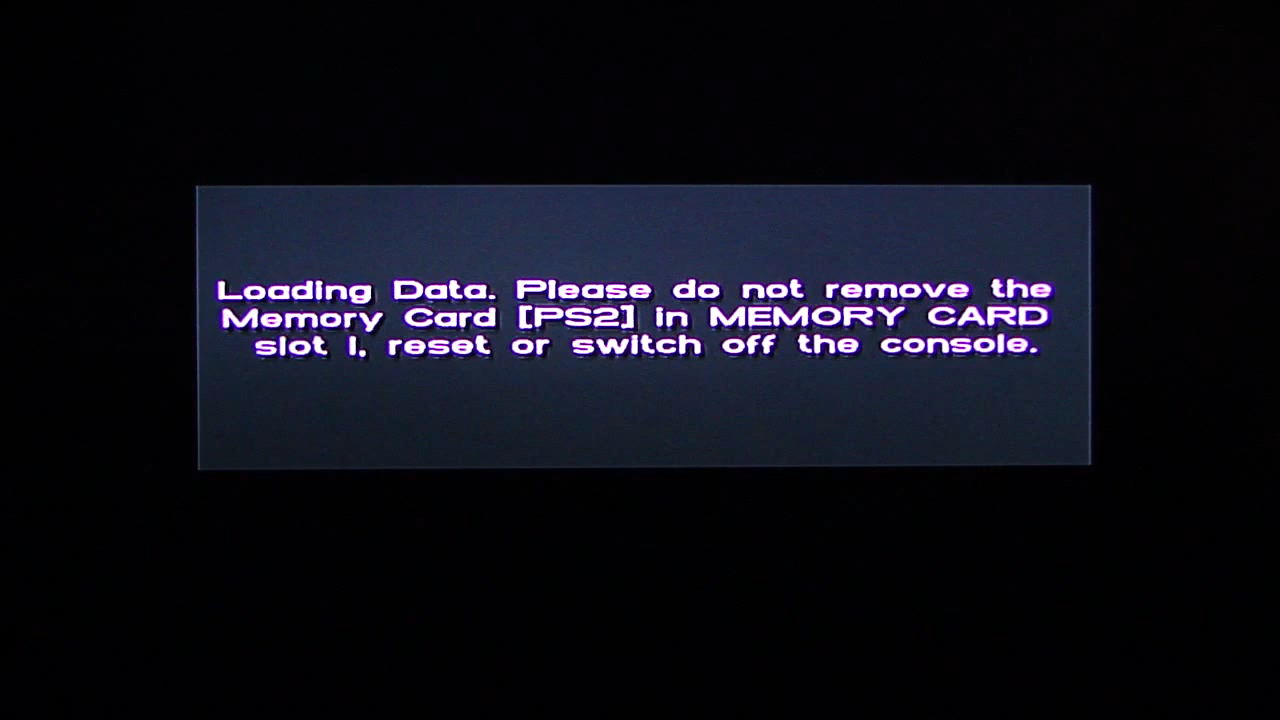 Loading Data. Please do not remove the
Memory Card [PS2] in MEMORY CARD
slot 1, reset or switch off the console.